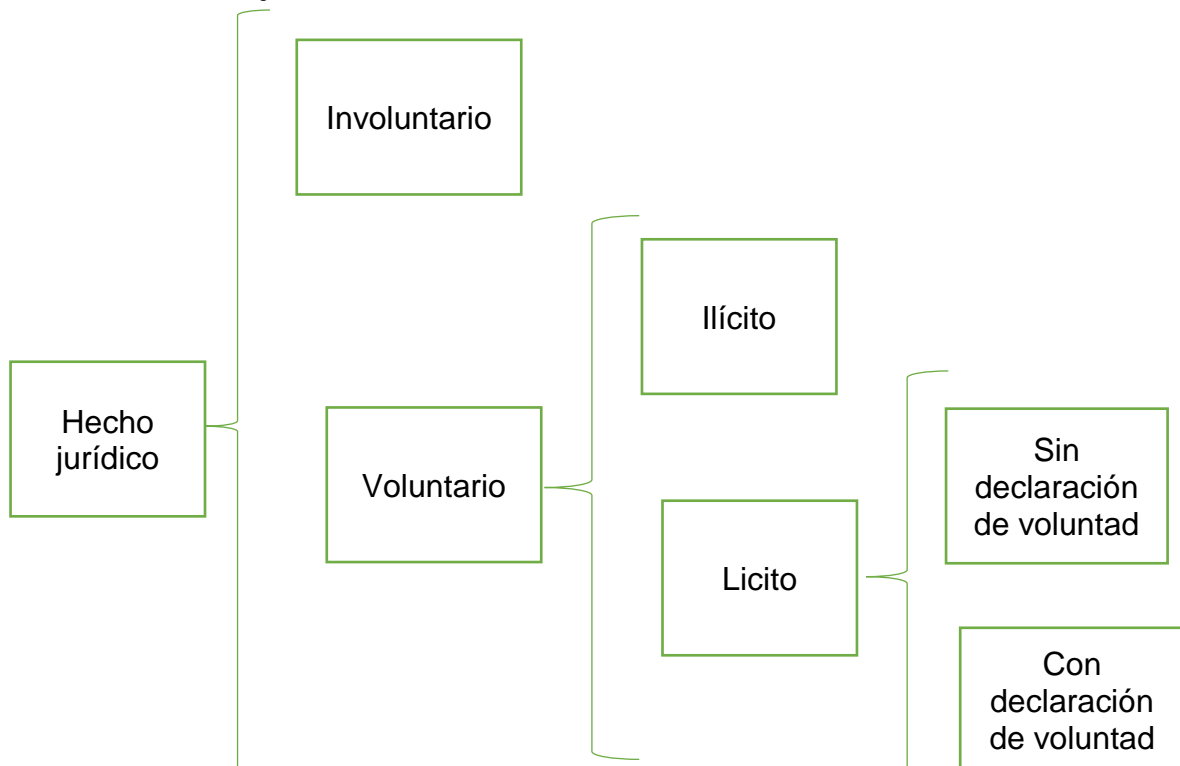 Involuntario
Ilícito
Hecho
jurídico
Voluntario
Sin
declaración
de voluntad
Licito
Con
declaración
de voluntad